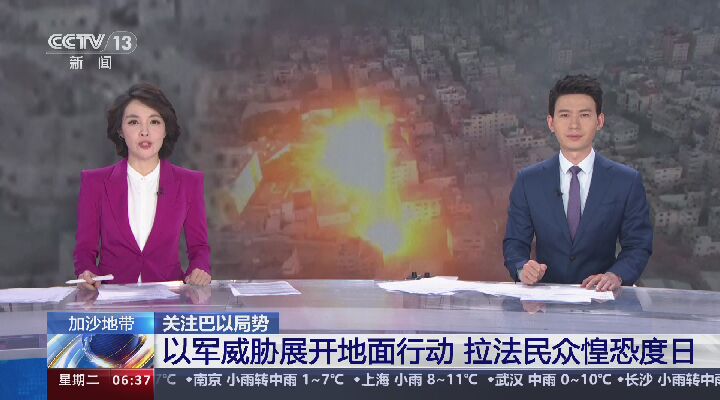 CCTV 13
新闻
加沙地带
关注巴以局势
以军威胁展开地面行动 拉法民众惶恐度日
星期二 06:37 ℃ •南京 小雨转中雨 1~7℃ •上海 小雨 8~11℃ •武汉 中雨 0~10℃ •长沙 小雨转中雨